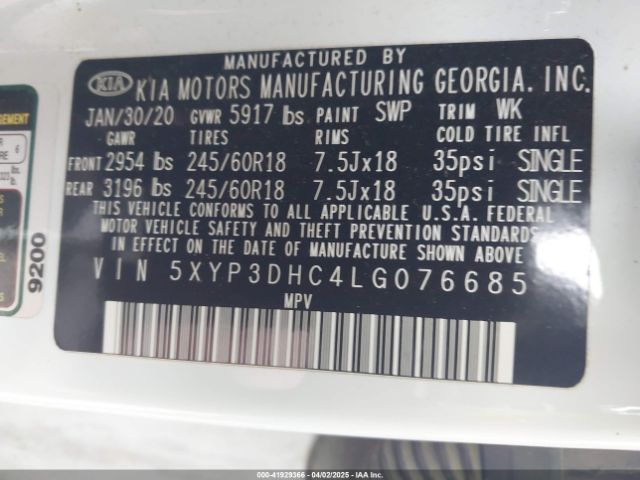 MANUFACTURED BY
KIA KIA MOTORS MANUFACTURING GEORGIA. INC.
JAN/30/20 GVWR 5917 lbs PAINT SWP TRIM WK
GAWR TIRES RIMS COLD TIRE INFL
FRONT 2954 lbs 245/60R18 7.5Jx18 35psi SINGLE
REAR 3196 lbs 245/60R18 7.5Jx18 35psi SINGLE
THIS VEHICLE CONFORMS TO ALL APPLICABLE U.S.A. FEDERAL
MOTOR VEHICLE SAFETY AND THEFT PREVENTION STANDARDS
IN EFFECT ON THE DATE OF MANUFACTURE SHOWN ABOVE
VIN 5XYP3DHC4LG076685
MPV
9200
6
000-41929366 - 04/02/2025 - IAA, Inc.